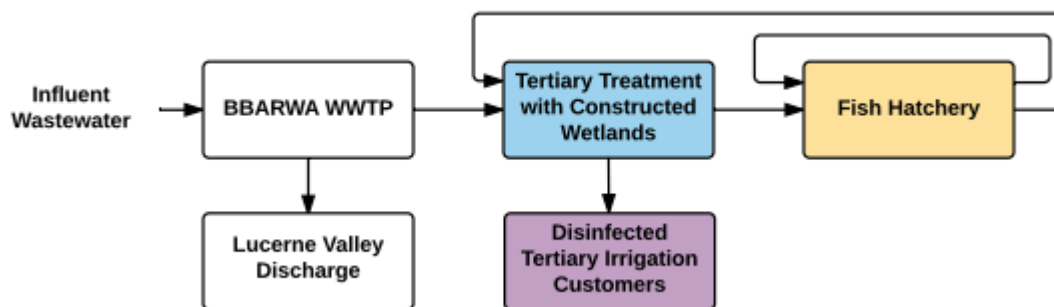 Influent
Wastewater
BBARWA WWTP
Tertiary Treatment
with Constructed
Wetlands
Fish Hatchery
Lucerne Valley
Discharge
Disinfected
Tertiary Irrigation
Customers